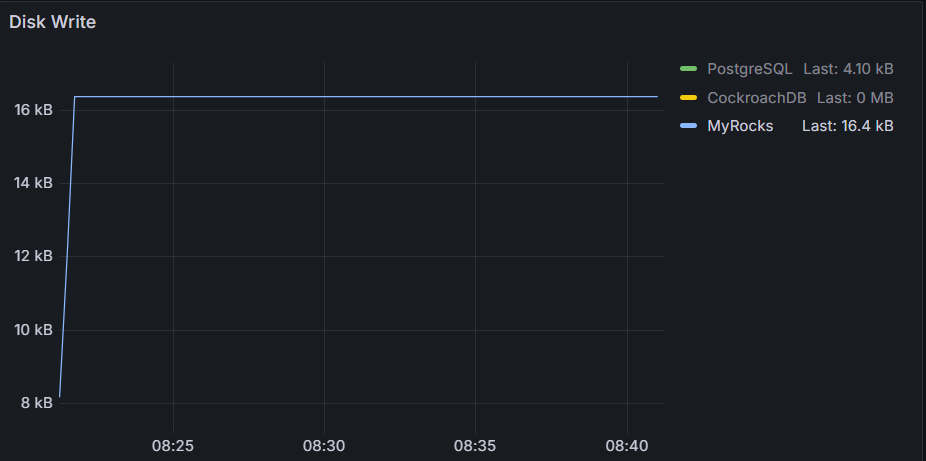 Disk Write
PostgreSQL Last: 4.10 kB
CockroachDB Last: 0 MB
MyRocks Last: 16.4 kB
16 kB
14 kB
12 kB
10 kB
8 kB
08:25 08:30 08:35 08:40